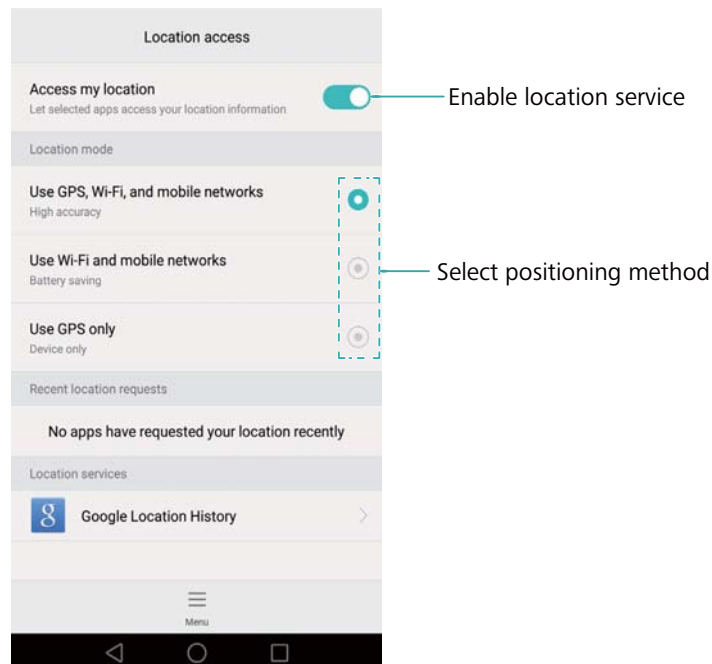 Location access
Access my location
Let selected apps access your location information
Enable location service
Location mode
Use GPS, Wi-Fi, and mobile networks
High accuracy
Use Wi-Fi and mobile networks
Battery saving
Select positioning method
Use GPS only
Device only
Recent location requests
No apps have requested your location recently
Location services
g
Google Location History
Menu